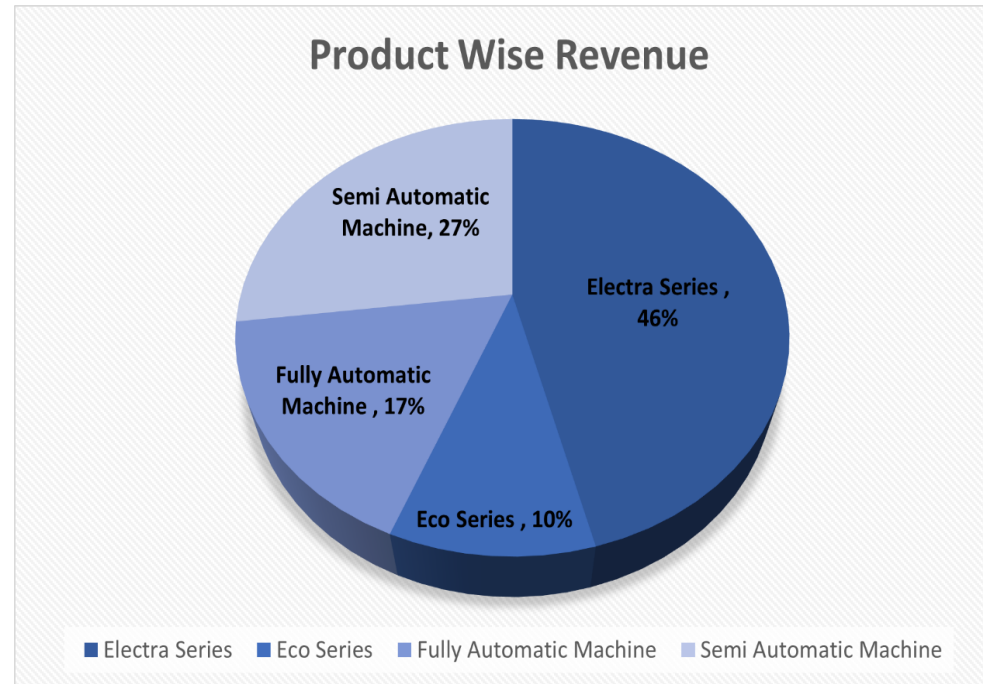 Product Wise Revenue
Semi Automatic
Machine, 27%
Electra Series ,
46%
Fully Automatic
Machine , 17%
Eco Series , 10%
Electra Series Eco Series Fully Automatic Machine Semi Automatic Machine